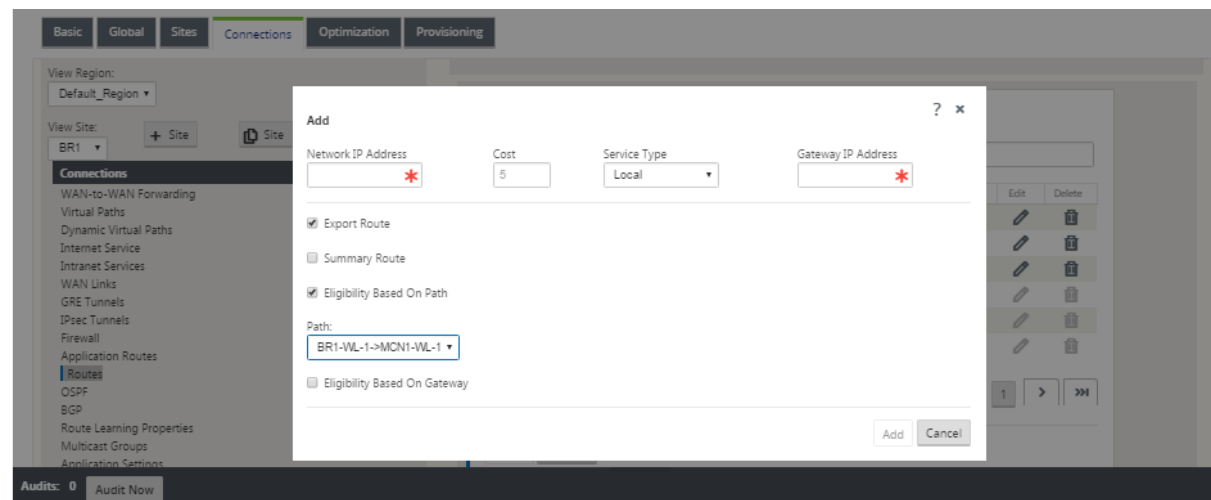 Basic Global Sites Connections Optimization Provisioning
View Region:
Default_Region
View Site:
+ Site Site
BR1
Connections
WAN-to-WAN Forwarding
Virtual Paths
Dynamic Virtual Paths
Internet Service
Intranet Services
WAN Links
GRE Tunnels
IPsec Tunnels
Firewall
Application Routes
Routes
OSPF
BGP
Route Learning Properties
Multicast Groups
Application Settings
Add ? ×
Network IP Address Cost Service Type Gateway IP Address
* 5 Local *
Export Route
Summary Route
Eligibility Based On Path
Path:
BR1-WL-1->MCN1-WL-1
Eligibility Based On Gateway
Add Cancel
Edit Delete
1
Audits: 0 Audit Now